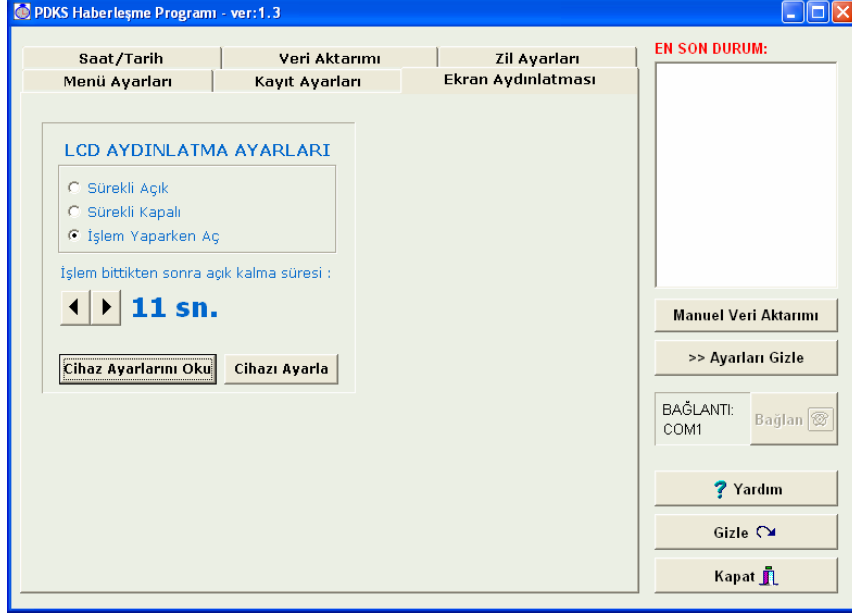 PDKS Haberleşme Programı - ver:1.3
Saat/Tarih Veri Aktarımı Zil Ayarları
Menü Ayarları Kayıt Ayarları Ekran Aydınlatması
LCD AYDINLATMA AYARLARI
Sürekli Açık
Sürekli Kapalı
İşlem Yaparken Aç
İşlem bittikten sonra açık kalma süresi :
11 sn.
Cihaz Ayarlarını Oku Cihazı Ayarla
EN SON DURUM:
Manuel Veri Aktarımı
>> Ayarları Gizle
BAĞLANTI:
COM1
Bağlan
? Yardım
Gizle
Kapat